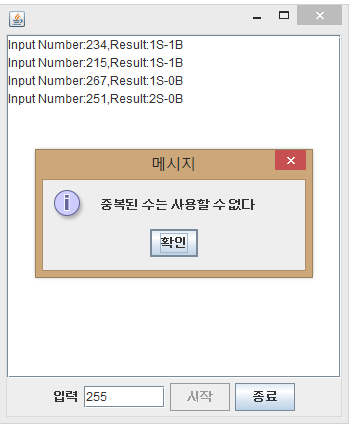 Input Number:234,Result:1S-1B
Input Number:215,Result:1S-1B
Input Number:267,Result:1S-0B
Input Number:251,Result:2S-0B
메시지
중복된 수는 사용할 수 없다
확인
입력 255 시작 종료